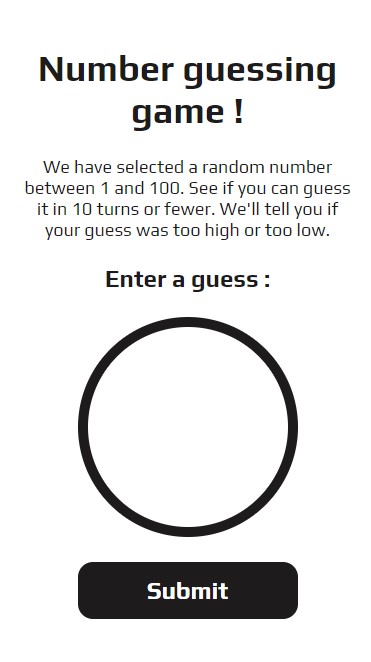 Number guessing
game !
We have selected a random number
between 1 and 100. See if you can guess
it in 10 turns or fewer. We'll tell you if
your guess was too high or too low.
Enter a guess :
Submit